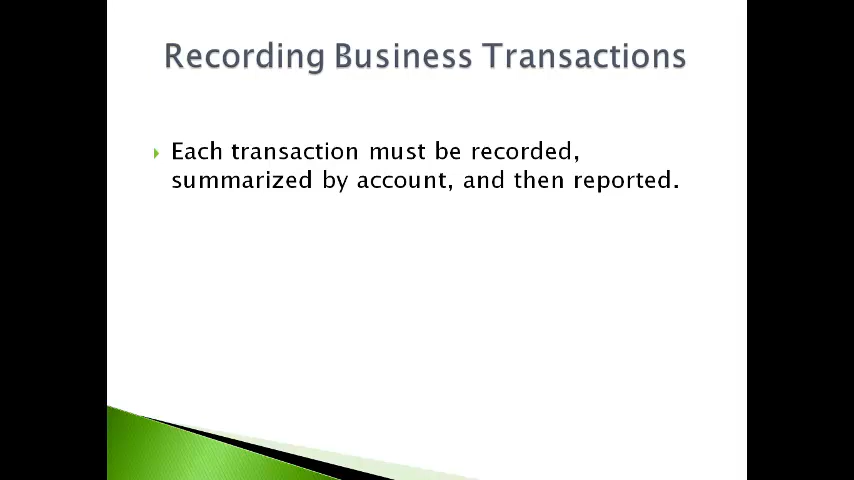 Recording Business Transactions
Each transaction must be recorded,
summarized by account, and then reported.